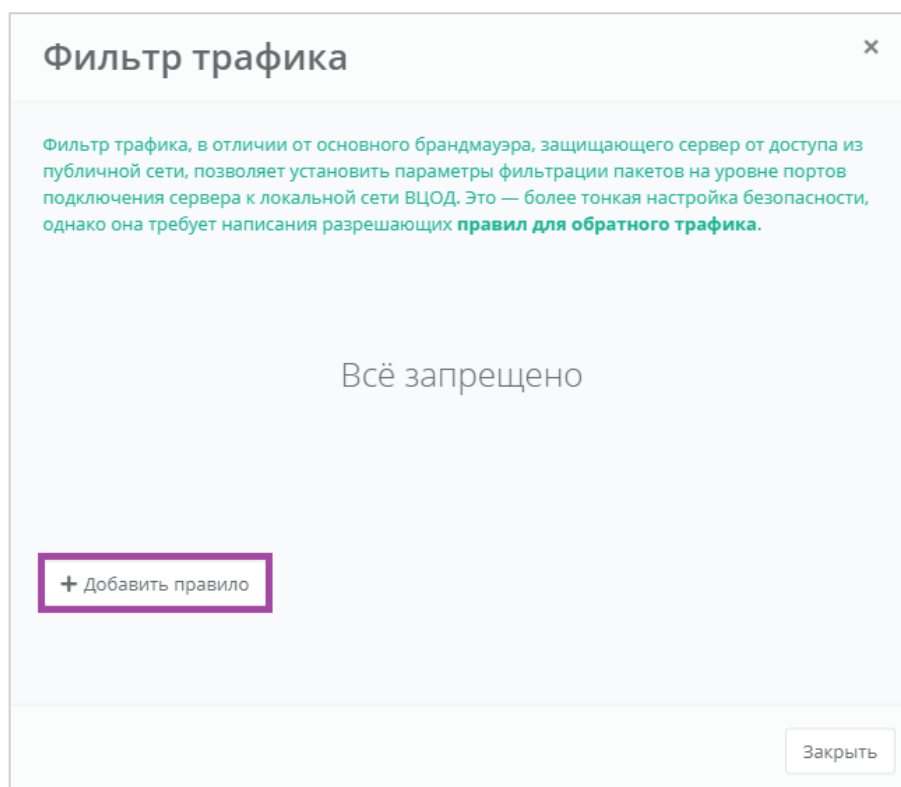 Фильтр трафика
×
Фильтр трафика, в отличии от основного брандмауэра, защищающего сервер от доступа из
публичной сети, позволяет установить параметры фильтрации пакетов на уровне портов
подключения сервера к локальной сети ВЦОД. Это — более тонкая настройка безопасности,
однако она требует написания разрешающих правил для обратного трафика.
Всё запрещено
+ Добавить правило
Закрыть